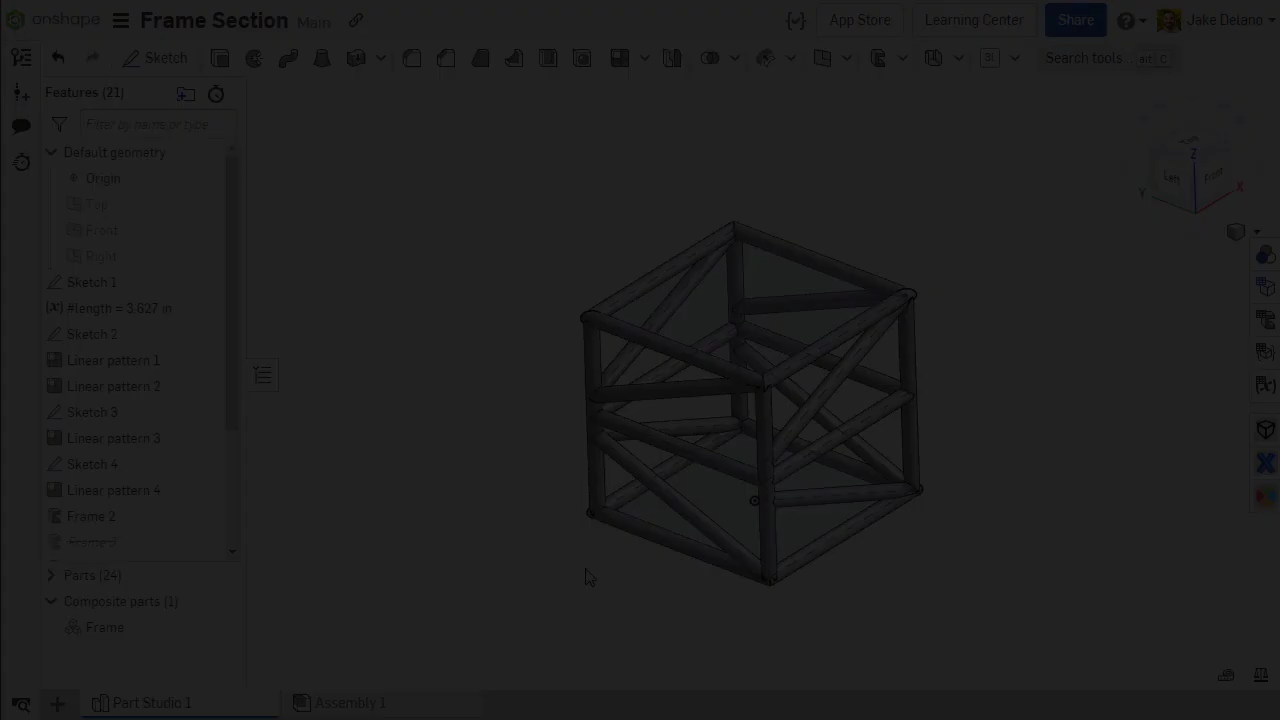 onshape Frame Section Main App Store Learning Center Share Jake Delano
Sketch Search tools... alt C
Features (21)
Filter by name or type
Default geometry
Origin
Top
Front
Right
Sketch 1
#length = 3.627 in
Sketch 2
Linear pattern 1
Linear pattern 2
Sketch 3
Linear pattern 3
Sketch 4
Linear pattern 4
Frame 2
Parts (24)
Composite parts (1)
Frame
Z
Left Front
Y X
Part Studio 1 Assembly 1